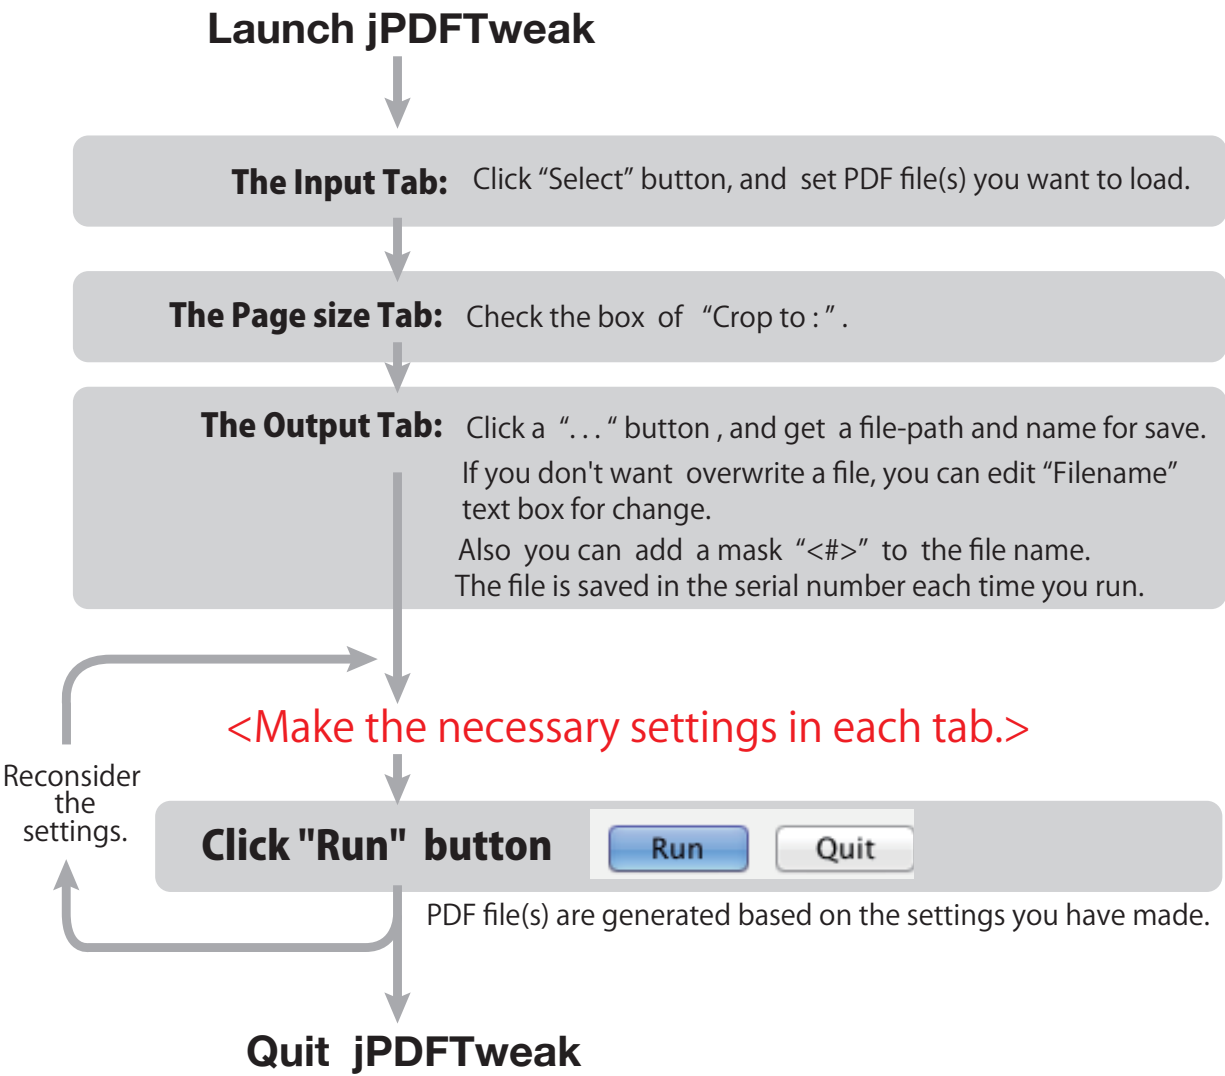 Launch jPDFTweak
The Input Tab: Click “Select” button, and set PDF file(s) you want to load.
The Page size Tab: Check the box of “Crop to : ” .
The Output Tab: Click a “. . . “ button , and get a file-path and name for save.
If you don't want overwrite a file, you can edit “Filename”
text box for change.
Also you can add a mask “<#>” to the file name.
The file is saved in the serial number each time you run.
<Make the necessary settings in each tab.>
Reconsider
the
settings.
Click "Run" button Run Quit
PDF file(s) are generated based on the settings you have made.
Quit jPDFTweak